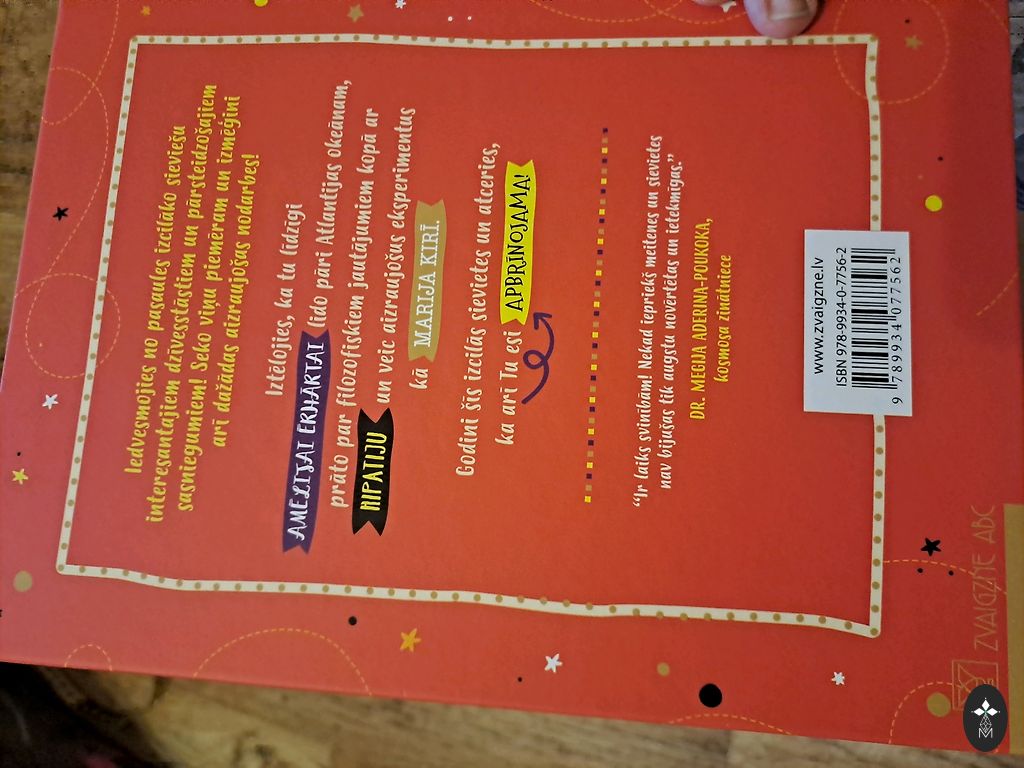 Iedvesmojies no pasaules izcilāko sieviešu
interesantajiem dzīvesstāstiem un pārsteidzošajiem
sasniegumiem! Seko viņu piemēram un izmēģini
arī dažādas aizraujošas nodarbes!
Iztēlojies, ka tu līdzīgi
AMĒLIJAI ERHĀRTAI lido pāri Atlantijas okeānam,
prāto par filozofiskiem jautājumiem kopā ar
HIPATIJU un veic aizraujošus eksperimentus
kā MARIJA KIRĪ.
Godini šīs izcilās sievietes un atceries,
ka arī Tu esi APBRĪNOJAMA!
“Ir laiks svinībām! Nekad iepriekš meitenes un sievietes
nav bijušas tik augstu novērtētas un ietekmīgas.”
DR. MEGIJA ADERINA-POUKOKA,
kosmosa zinātniece
www.zvaigzne.lv
ISBN 978-9934-0-7756-2
9 789934 077562
ZVAIGZNE ABC
M